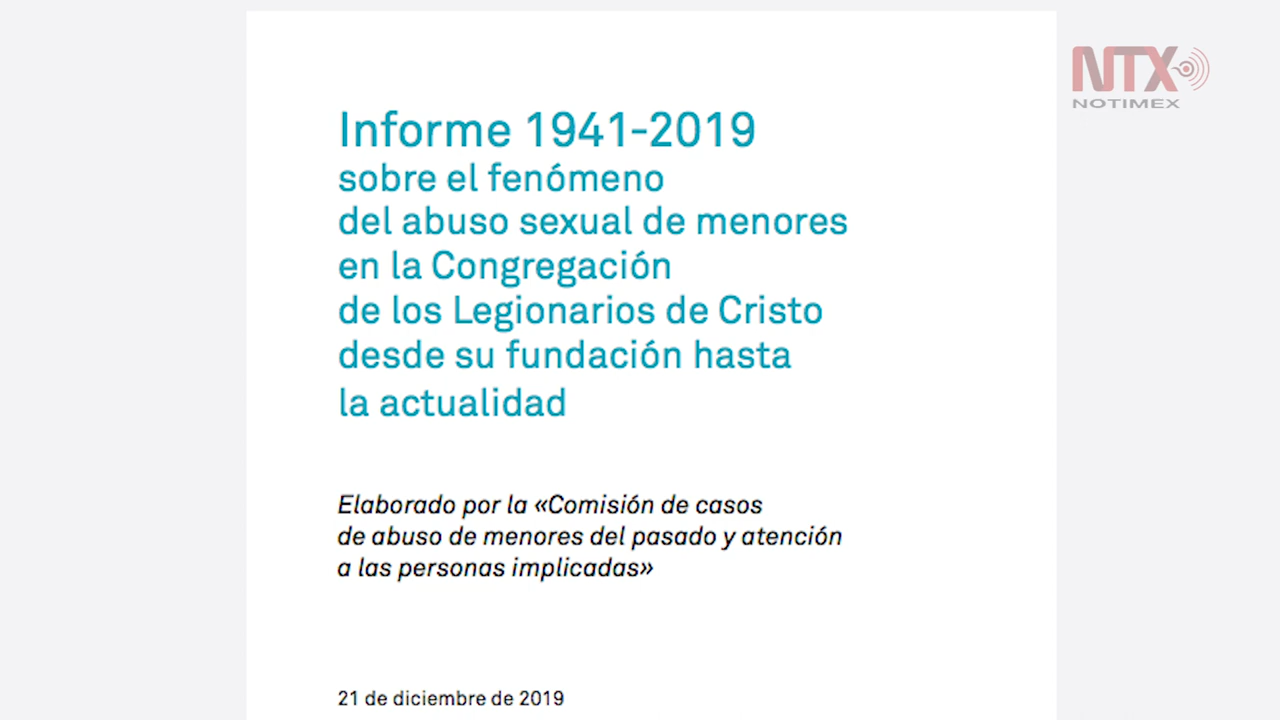 NTX
NOTIMEX
Informe 1941-2019
sobre el fenómeno
del abuso sexual de menores
en la Congregación
de los Legionarios de Cristo
desde su fundación hasta
la actualidad
Elaborado por la «Comisión de casos
de abuso de menores del pasado y atención
a las personas implicadas»
21 de diciembre de 2019